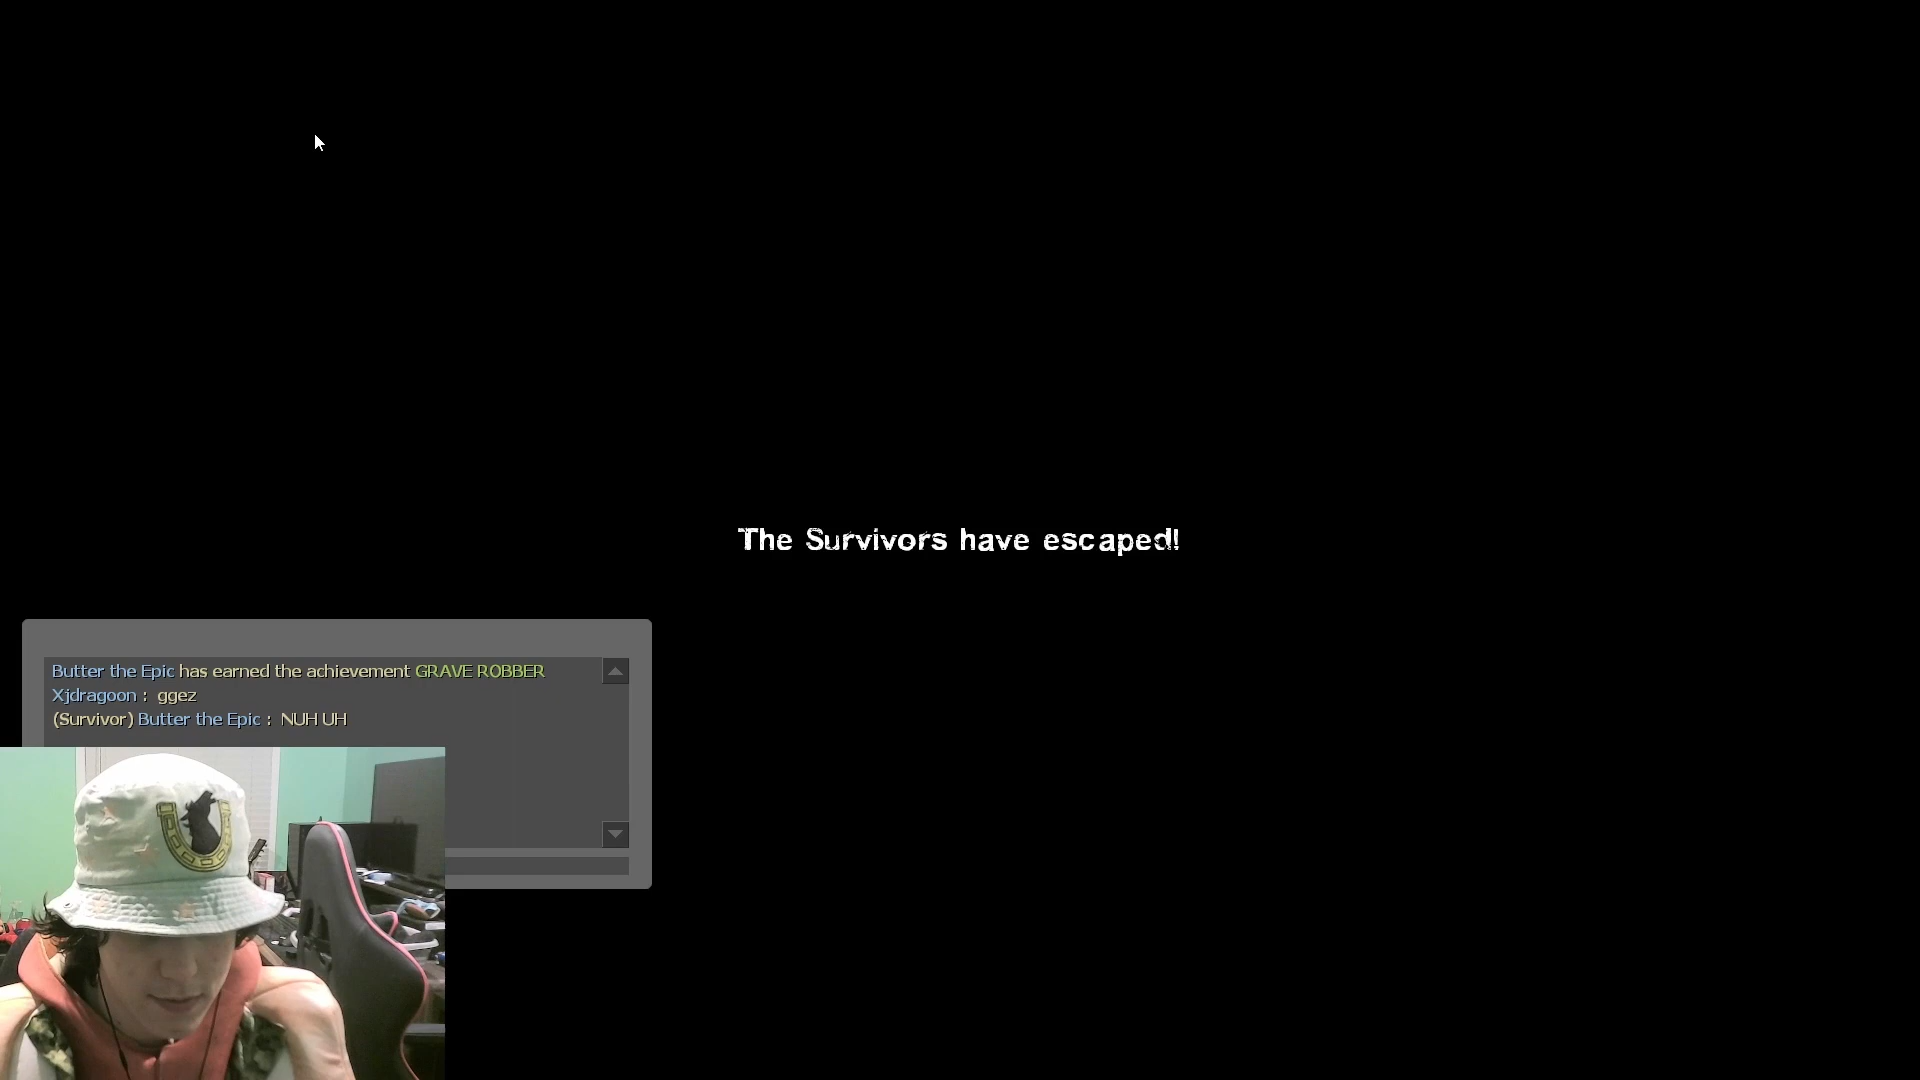 The Survivors have escaped!
Butter the Epic has earned the achievement GRAVE ROBBER
Xjdragoon : ggez
(Survivor) Butter the Epic : NUH UH